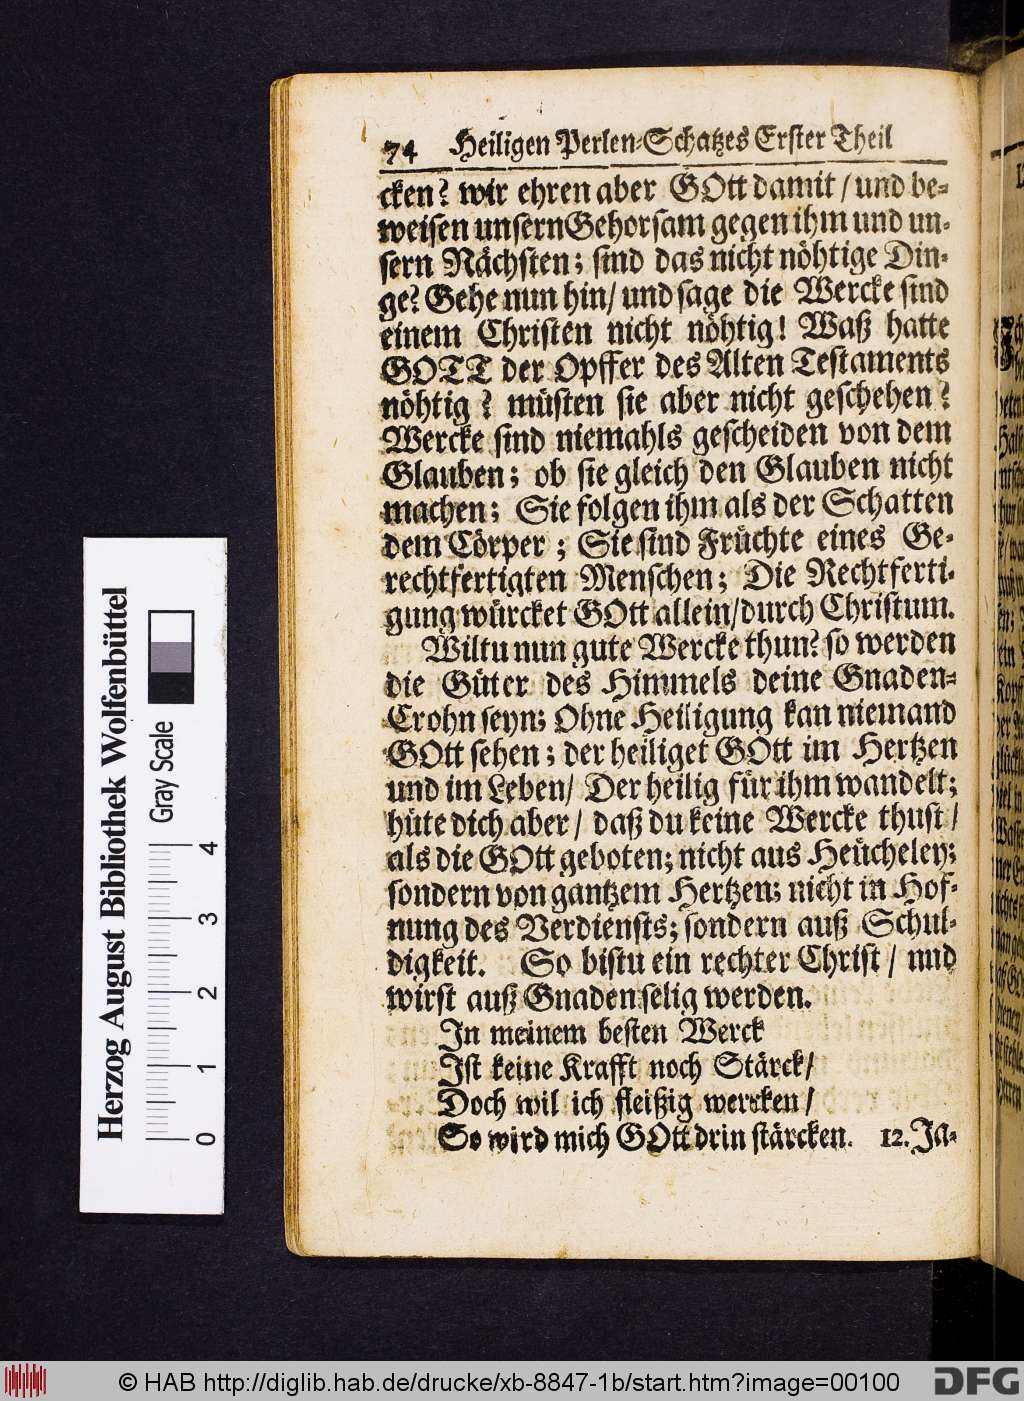 74 Heiligen Perlen-Schatzes Erster Theil
cken? wir ehren aber GOtt damit / und be-
weisen unsern Gehorsam gegen ihm und un-
sern Nächsten; sind das nicht nöhtige Din-
ge? Gehe nun hin / und sage die Wercke sind
einem Christen nicht nöhtig! Waß hatte
GOTT der Opffer des Alten Testaments
nöhtig? müsten sie aber nicht geschehen?
Wercke sind niemahls gescheiden von dem
Glauben; ob sie gleich den Glauben nicht
machen; Sie folgen ihm als der Schatten
dem Cörper; Sie sind Früchte eines Ge-
rechtfertigten Menschen; Die Rechtferti-
gung würcket GOtt allein / durch Christum.
Wiltu nun gute Wercke thun? so werden
die Gütter des Himmels deine Gnaden-
Crohn seyn; Ohne Heiligung kan niemand
GOtt sehen; der heiliget GOtt im Hertzen
und im Leben / Der heilig für ihm wandelt;
hüte dich aber / daß du keine Wercke thust /
als die GOtt geboten; nicht aus Heücheley;
sondern von gantzem Hertzen; nicht in Hof-
nung des Verdiensts; sondern auß Schul-
digkeit. So bistu ein rechter Christ / und
wirst auß Gnaden selig werden.
In meinem besten Werck
Ist keine Krafft noch Stärck /
Doch wil ich fleißig wercken /
So wird mich GOtt drin stärcken. 12. Ja-
Herzog August Bibliothek Wolfenbüttel
Gray Scale
0 1 2 3 4
© HAB http://diglib.hab.de/drucke/xb-8847-1b/start.htm?image=00100
DFG